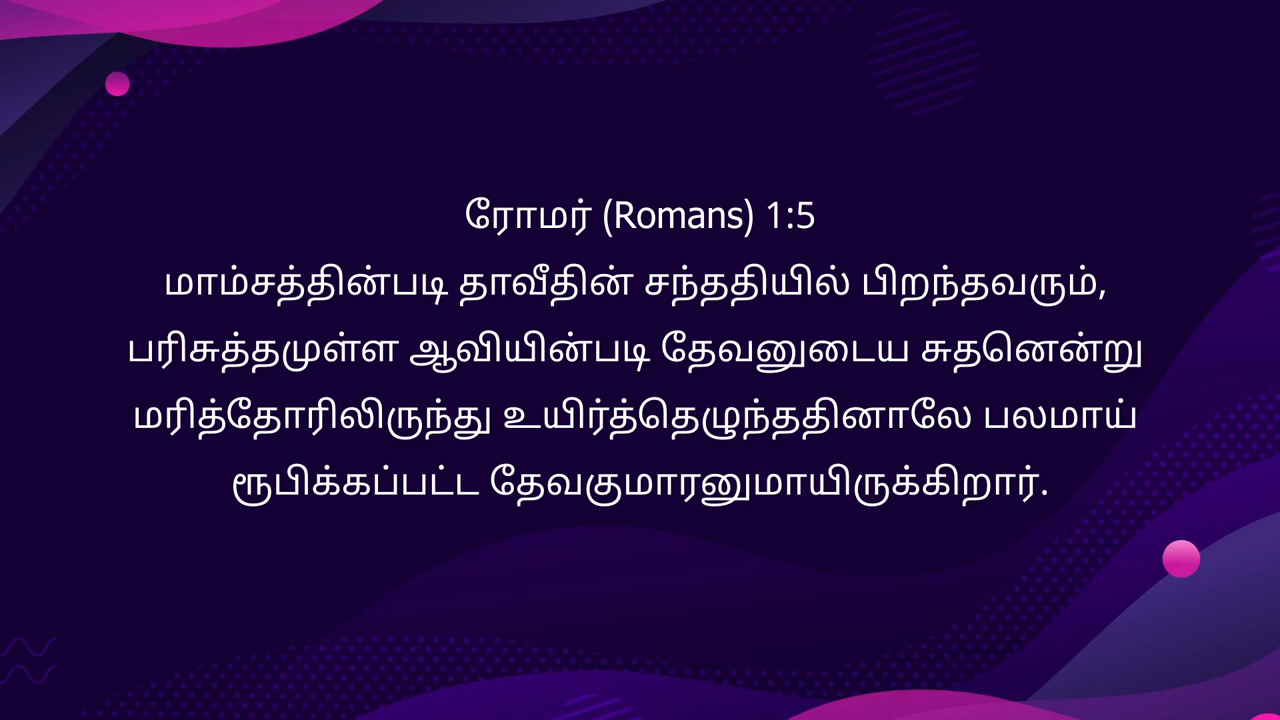 ரோமர் (Romans) 1:5
மாம்சத்தின்படி தாவீதின் சந்ததியில் பிறந்தவரும்,
பரிசுத்தமுள்ள ஆவியின்படி தேவனுடைய சுதனென்று
மரித்தோரிலிருந்து உயிர்த்தெழுந்ததினாலே பலமாய்
ரூபிக்கப்பட்ட தேவகுமாரனுமாயிருக்கிறார்.